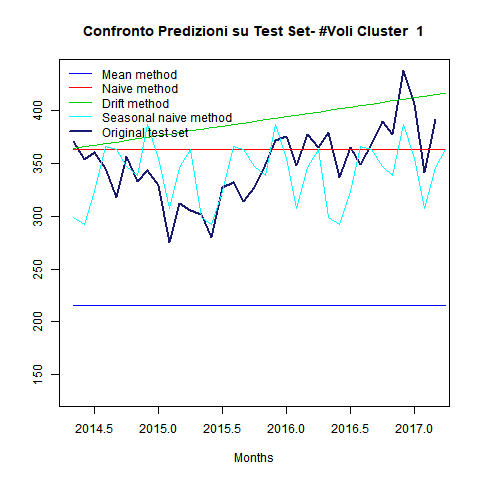 Confronto Predizioni su Test Set- #Voli Cluster 1
Mean method
Naive method
Drift method
Seasonal naive method
Original test set
400
350
300
250
200
150
2014.5 2015.0 2015.5 2016.0 2016.5 2017.0
Months